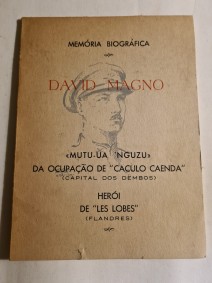 MEMÓRIA BIOGRÁFICA
DAVID MAGNO
«MUTU-UA 'NGUZU»
DA OCUPAÇÃO DE "CACULO CAENDA"
(CAPITAL DOS DEMBOS)
HERÓI
DE "LES LOBES"
(FLANDRES)